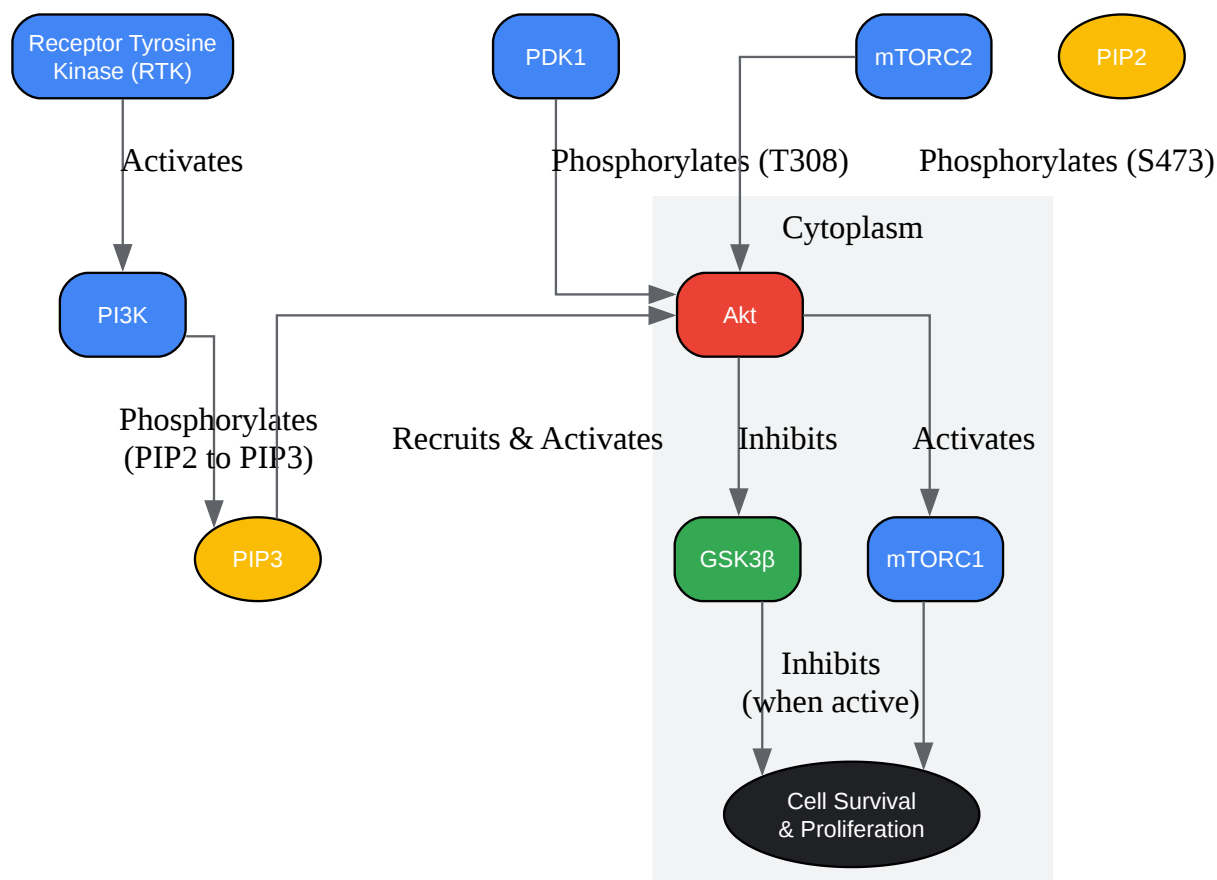 Receptor Tyrosine
Kinase (RTK)
PDK1
mTORC2
PIP2
Activates
Phosphorylates (T308)
Phosphorylates (S473)
Cytoplasm
PI3K
Akt
Phosphorylates
(PIP2 to PIP3)
Recruits & Activates
Inhibits
Activates
PIP3
GSK3β
mTORC1
Inhibits
(when active)
Cell Survival
& Proliferation